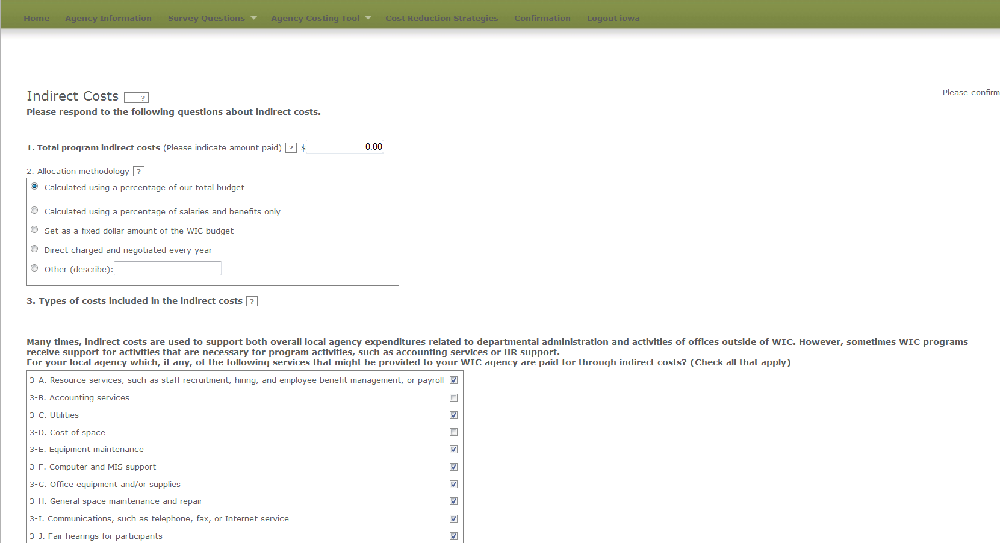 Home Agency Information Survey Questions Agency Costing Tool Cost Reduction Strategies Confirmation Logout iowa
Indirect Costs ?
Please confirm
Please respond to the following questions about indirect costs.
1. Total program indirect costs (Please indicate amount paid) ? $ 0.00
2. Allocation methodology ?
Calculated using a percentage of our total budget
Calculated using a percentage of salaries and benefits only
Set as a fixed dollar amount of the WIC budget
Direct charged and negotiated every year
Other (describe):
3. Types of costs included in the indirect costs ?
Many times, indirect costs are used to support both overall local agency expenditures related to departmental administration and activities of offices outside of WIC. However, sometimes WIC programs
receive support for activities that are necessary for program activities, such as accounting services or HR support.
For your local agency which, if any, of the following services that might be provided to your WIC agency are paid for through indirect costs? (Check all that apply)
3-A. Resource services, such as staff recruitment, hiring, and employee benefit management, or payroll
3-B. Accounting services
3-C. Utilities
3-D. Cost of space
3-E. Equipment maintenance
3-F. Computer and MIS support
3-G. Office equipment and/or supplies
3-H. General space maintenance and repair
3-I. Communications, such as telephone, fax, or Internet service
3-J. Fair hearings for participants